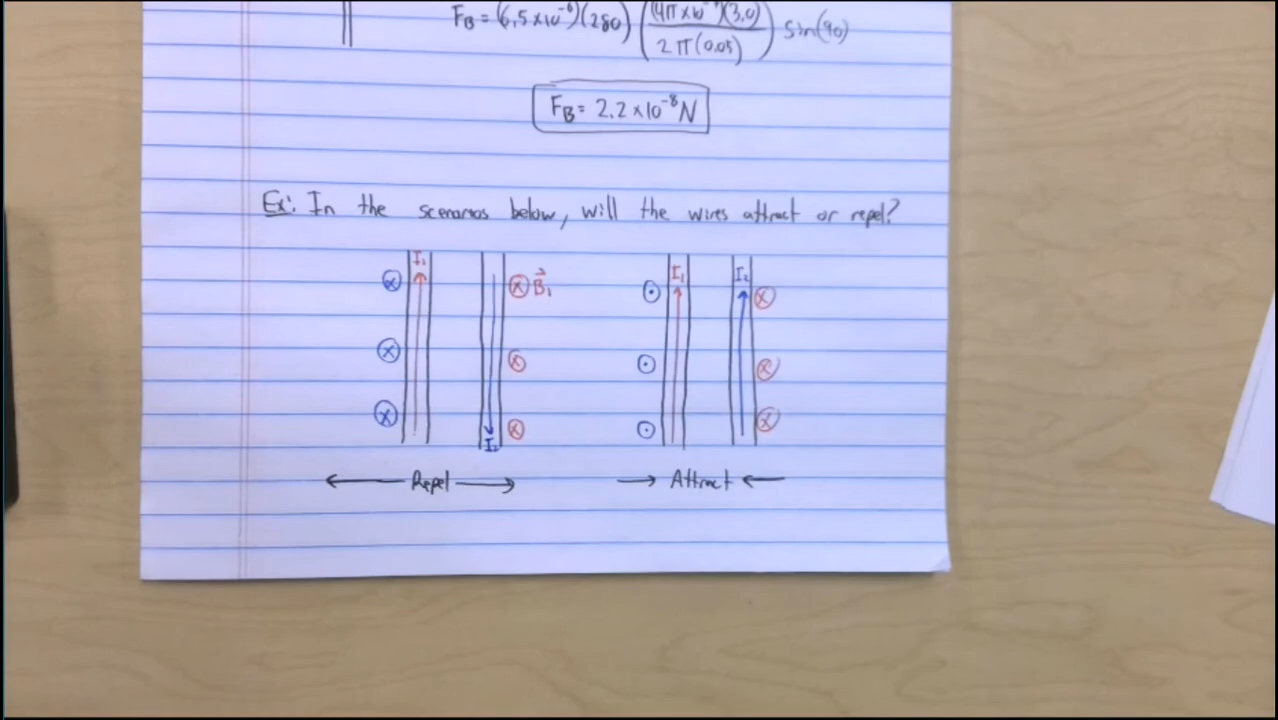 F_B = (6.5×10⁻⁶)(280) ((4π×10⁻⁷)(3.0) / 2π(0.05)) sin(90)
F_B = 2.2×10⁻⁸ N
Ex: In the scenarios below, will the wires attract or repel?
I₁ B⃗₁ I₁ I₂
I₂
← Repel → → Attract ←